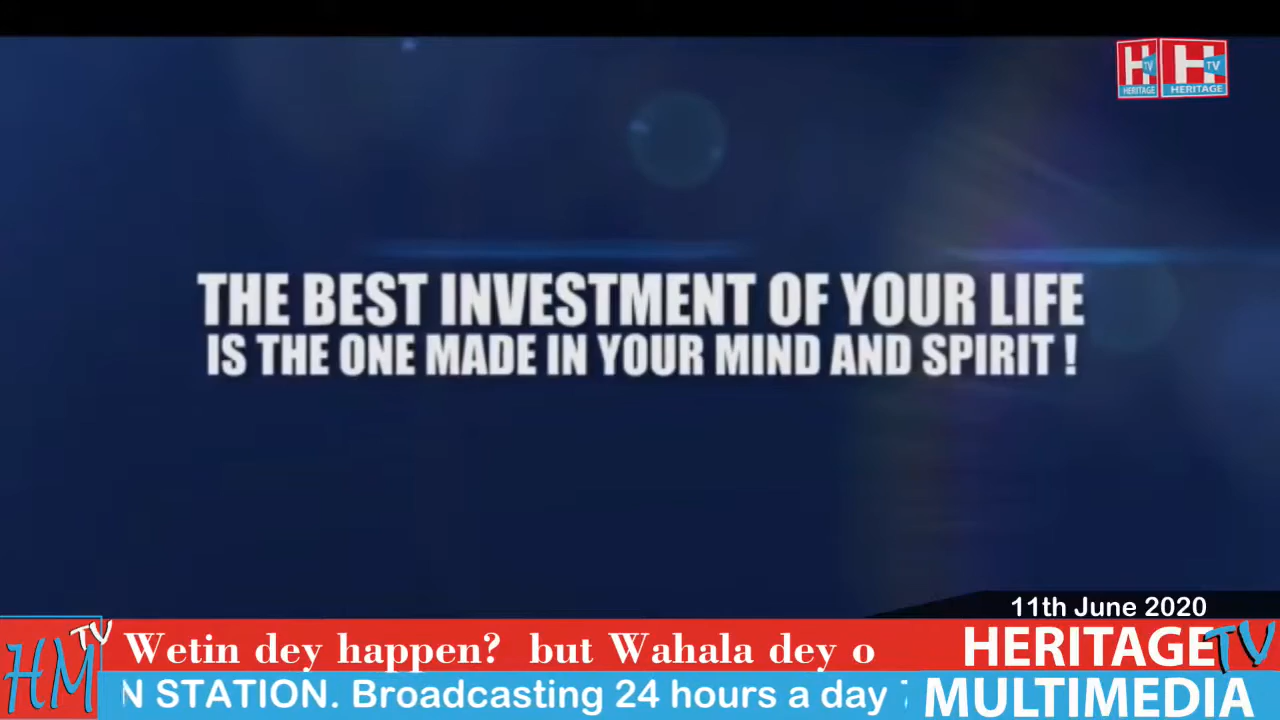 H TV H TV
HERITAGE HERITAGE
THE BEST INVESTMENT OF YOUR LIFE
IS THE ONE MADE IN YOUR MIND AND SPIRIT !
11th June 2020
HM TV Wetin dey happen? but Wahala dey o HERITAGE TV
N STATION. Broadcasting 24 hours a day MULTIMEDIA